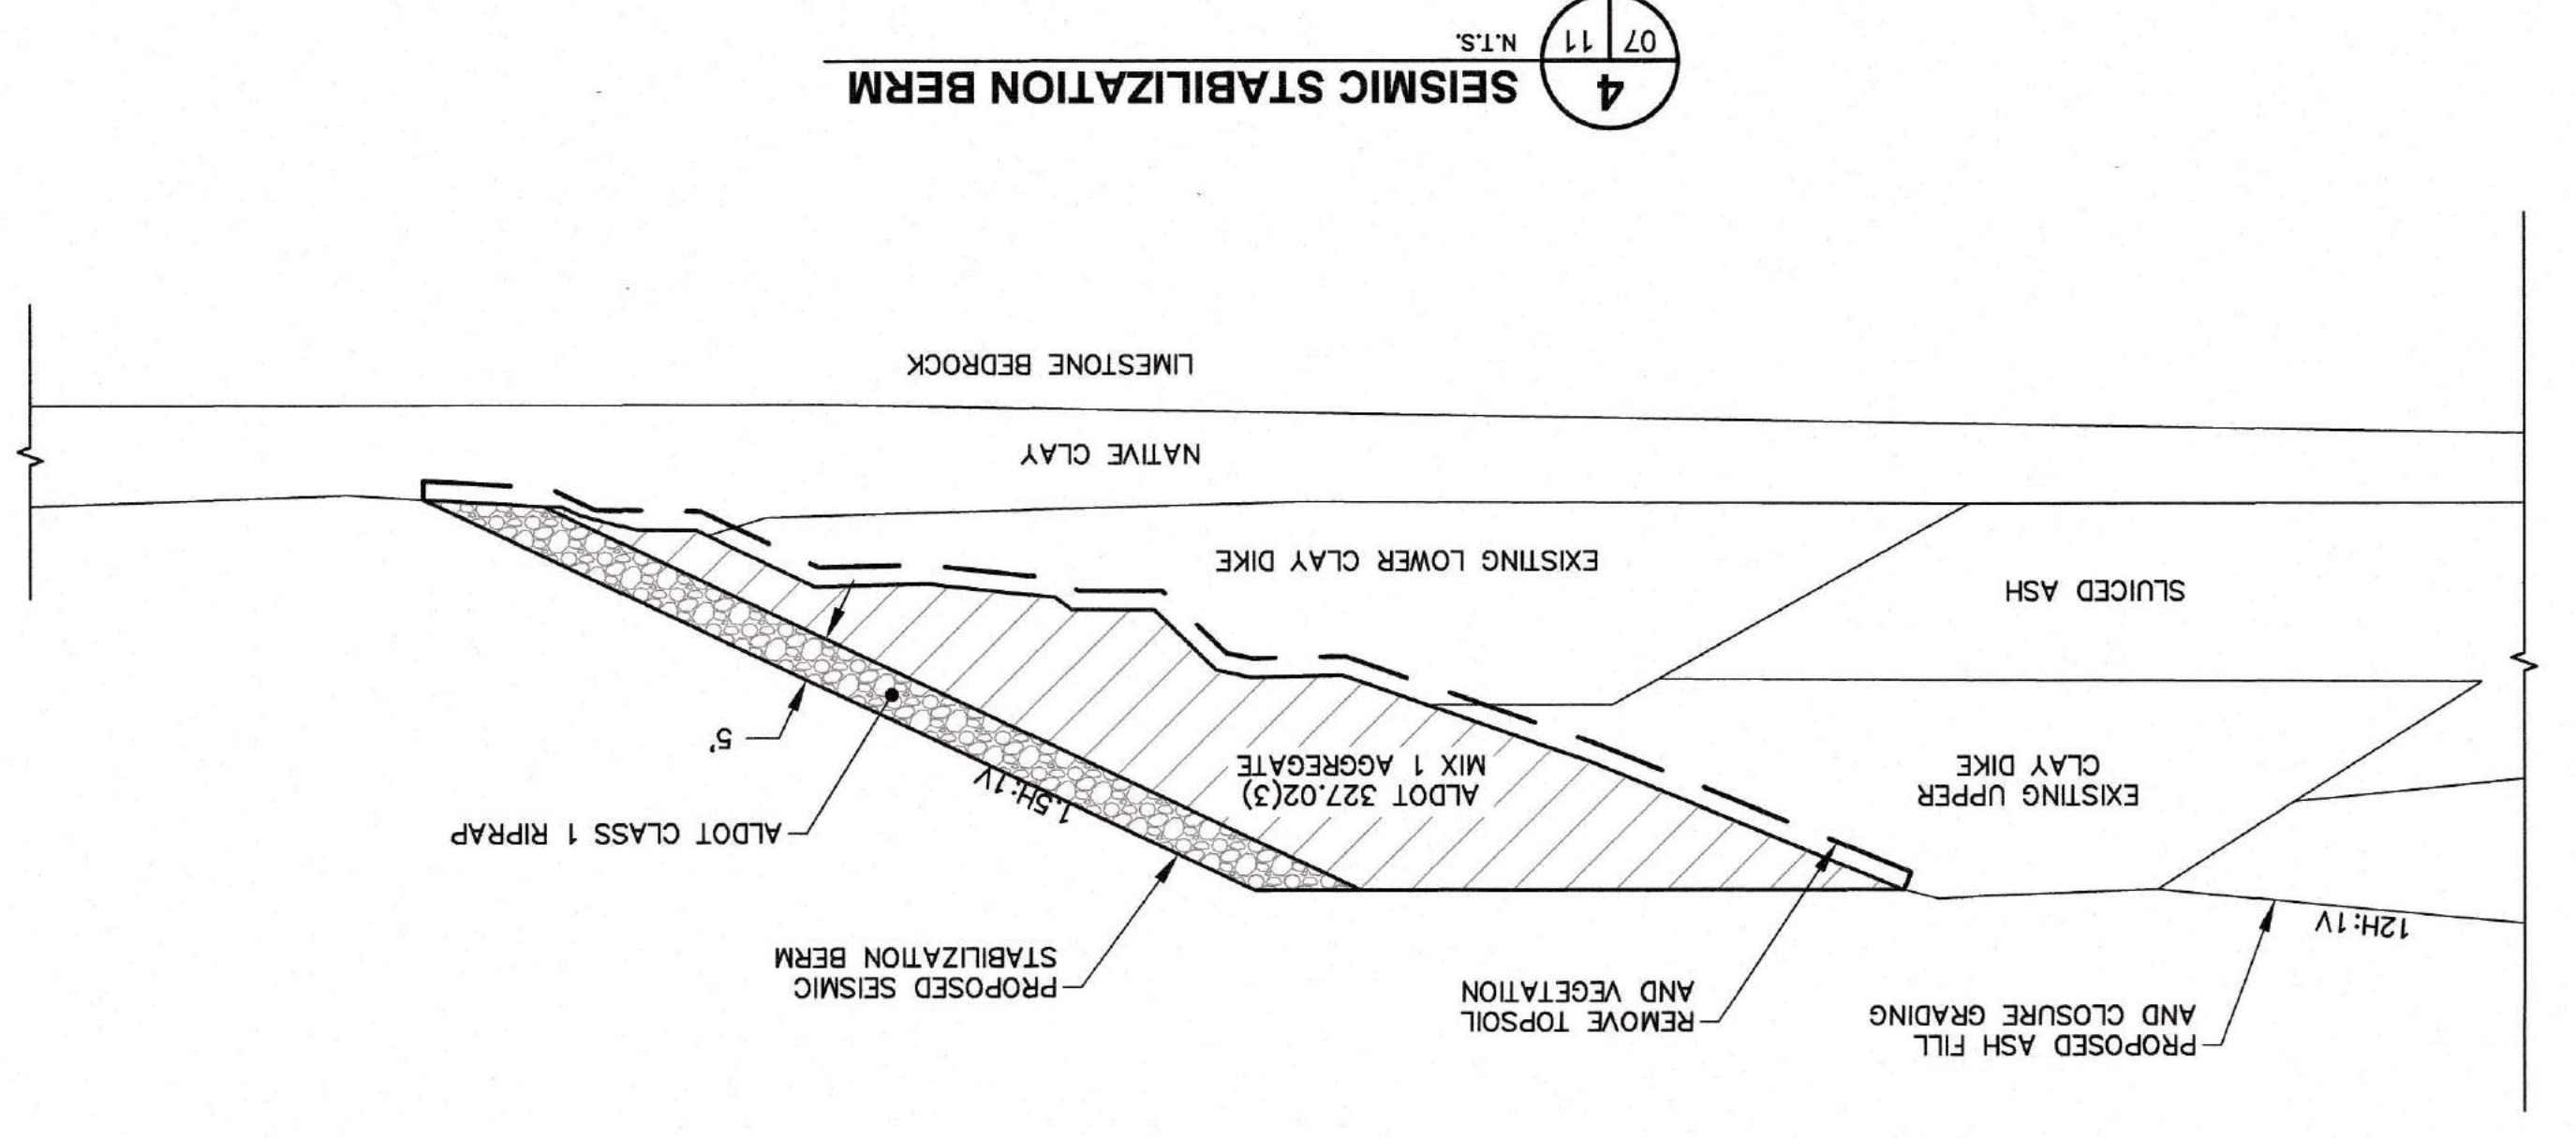 PROPOSED ASH FILL
AND CLOSURE GRADING
REMOVE TOPSOIL
AND VEGETATION
PROPOSED SEISMIC
STABILIZATION BERM
12H:1V
ALDOT CLASS 1 RIPRAP
1.5H:1V
EXISTING UPPER
CLAY DIKE
ALDOT 327.02(3)
MIX 1 AGGREGATE
5'
SLUICED ASH
EXISTING LOWER CLAY DIKE
NATIVE CLAY
LIMESTONE BEDROCK
4
SEISMIC STABILIZATION BERM
07 11
N.T.S.